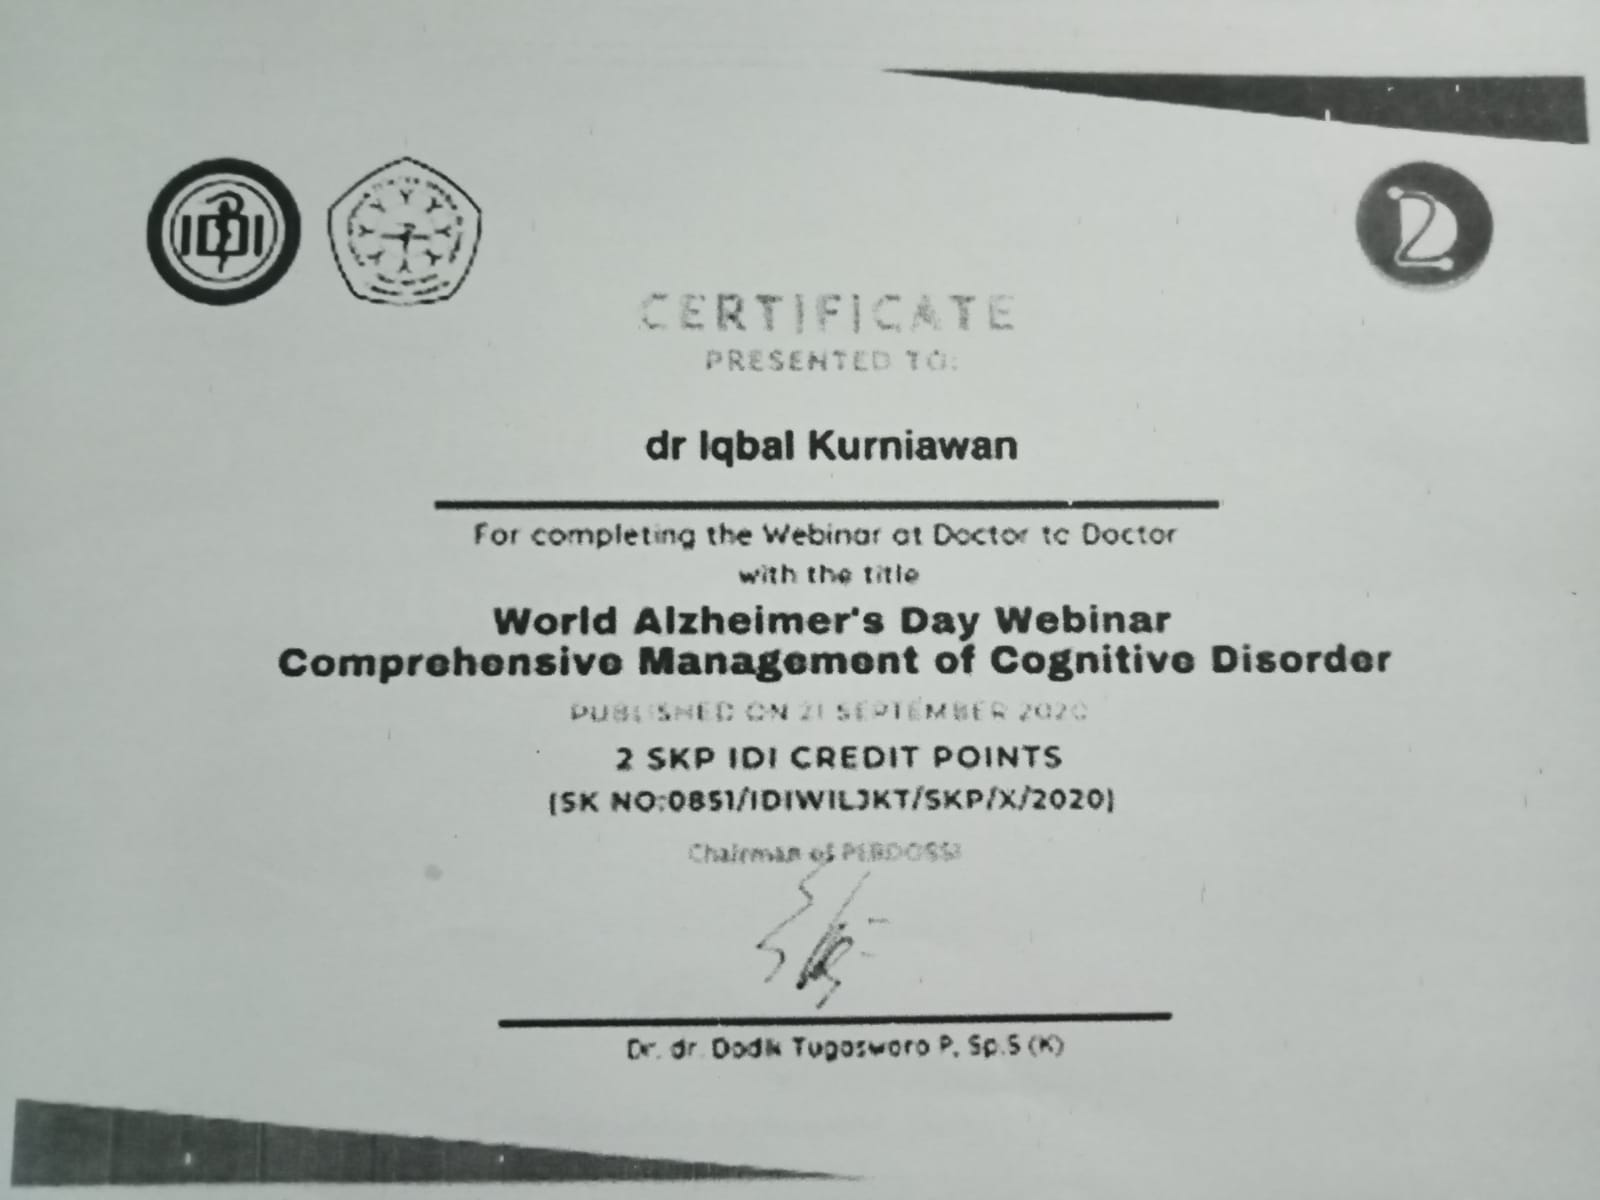 IDI
CERTIFICATE
PRESENTED TO:
dr Iqbal Kurniawan
For completing the Webinar at Doctor to Doctor
with the title
World Alzheimer's Day Webinar
Comprehensive Management of Cognitive Disorder
PUBLISHED ON 21 SEPTEMBER 2020
2 SKP IDI CREDIT POINTS
(SK NO:0851/IDIWILJKT/SKP/X/2020)
Chairman of PERDOSSI
Dr. dr. Dodik Tugasworo P, Sp.S (K)